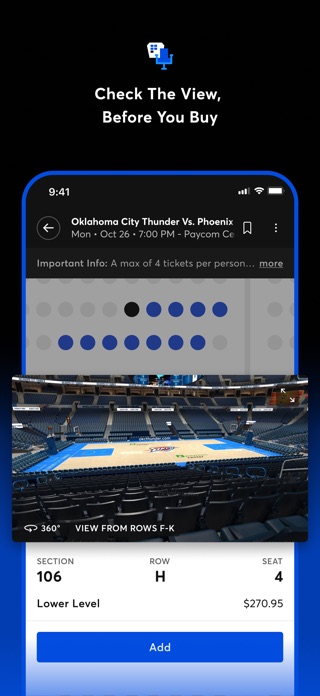 Check The View,
Before You Buy
9:41
Oklahoma City Thunder Vs. Phoenix
Mon • Oct 26 • 7:00 PM - Paycom Ce
Important Info: A max of 4 tickets per person... more
okcthunder.com
360° VIEW FROM ROWS F-K
SECTION ROW SEAT
106 H 4
Lower Level $270.95
Add